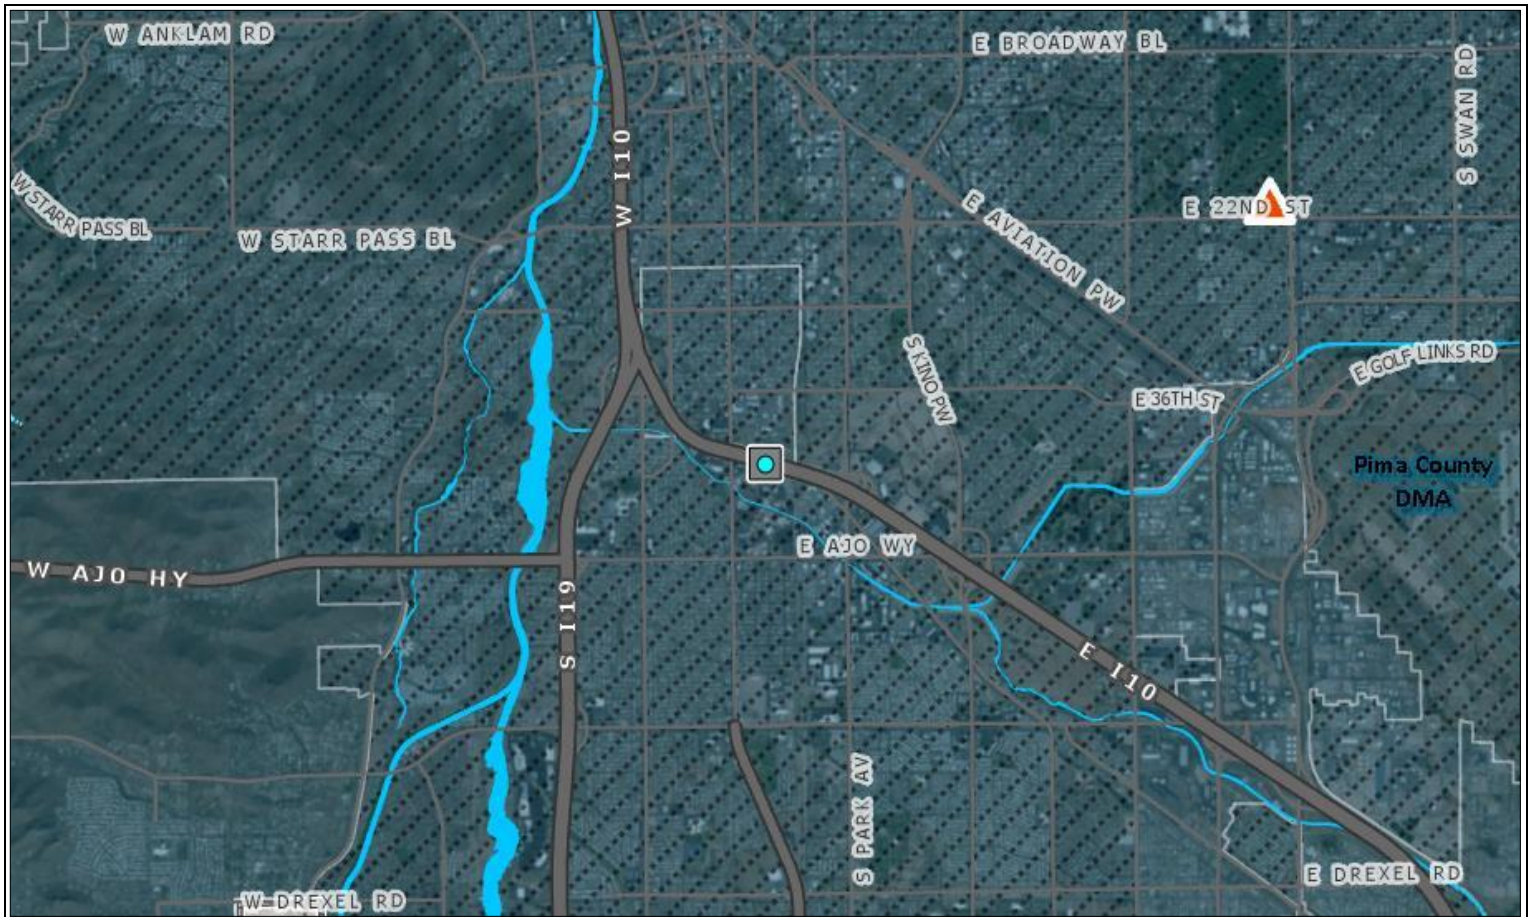 W ANKLAM RD
E BROADWAY BL
S SWAN RD
W I10
W STARR PASS BL
W STARR PASS BL
E 22ND ST
E AVIATION PW
S KINO PW
E GOLF LINKS RD
E 36TH ST
Pima County
DMA
E AJO WY
W AJO HY
S I19
E I10
S PARK AV
E DREXEL RD
W DREXEL RD